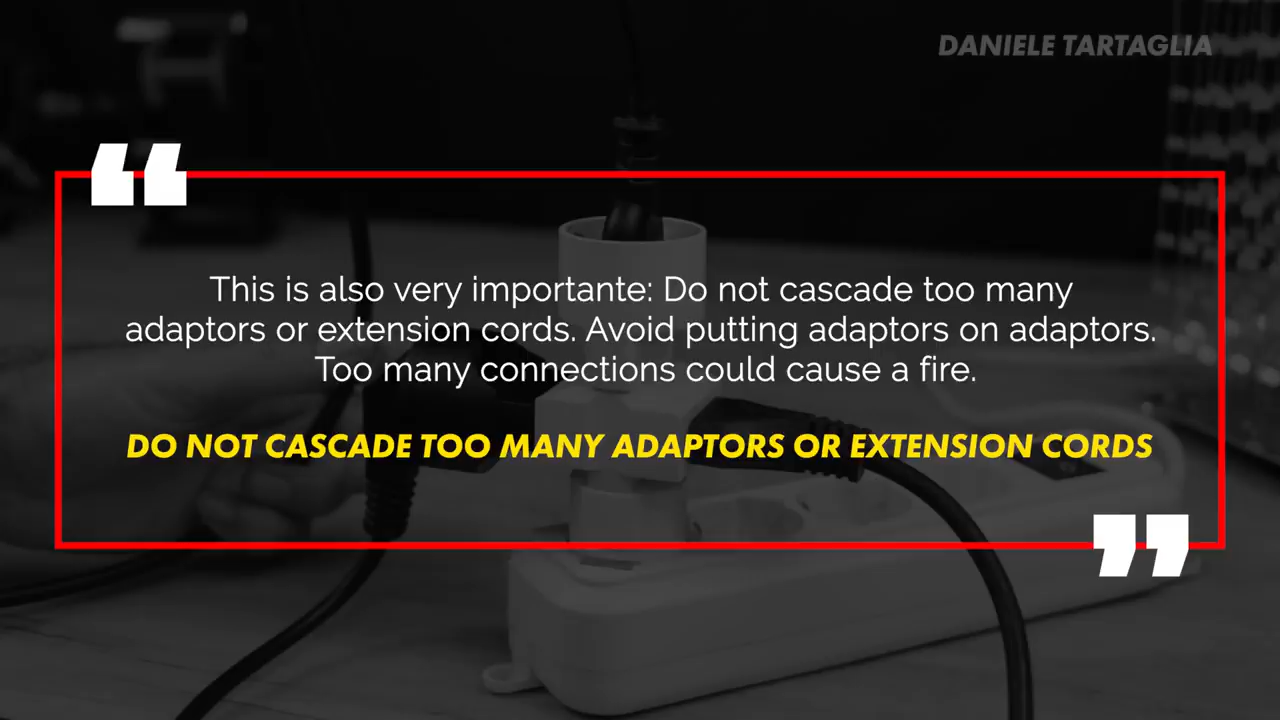 DANIELE TARTAGLIA
“
This is also very importante: Do not cascade too many
adaptors or extension cords. Avoid putting adaptors on adaptors.
Too many connections could cause a fire.
DO NOT CASCADE TOO MANY ADAPTORS OR EXTENSION CORDS
”